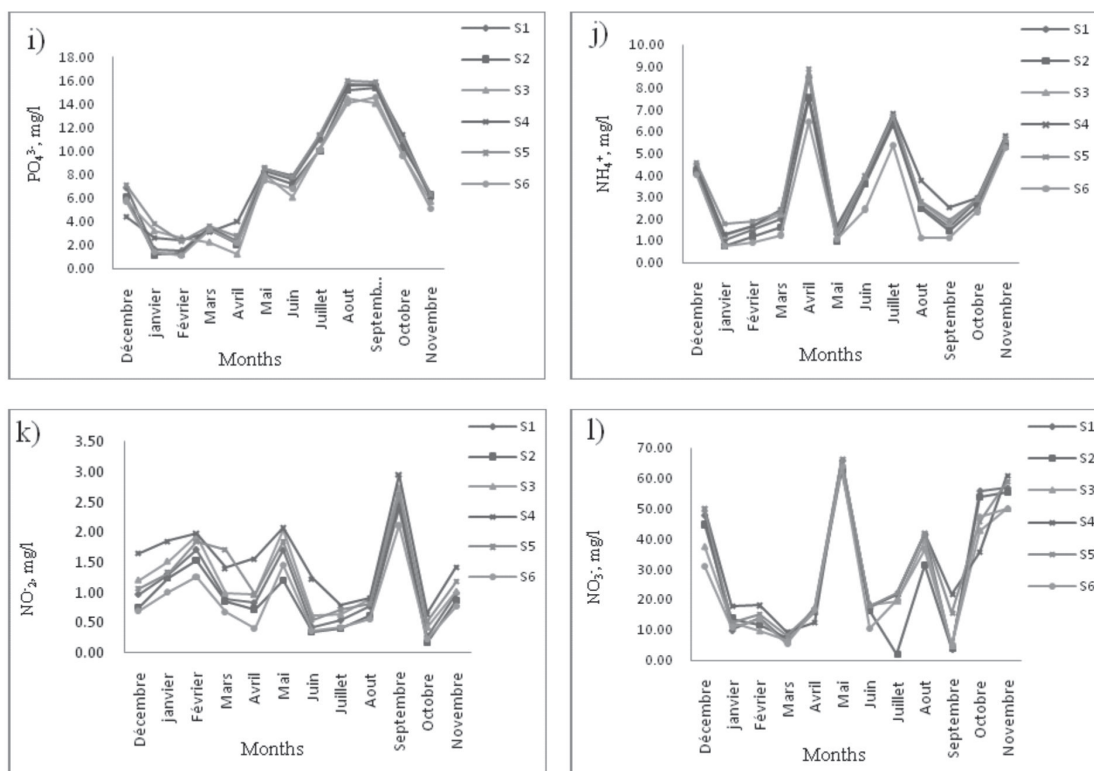 i)
PO₄³⁻, mg/l
18.00
16.00
14.00
12.00
10.00
8.00
6.00
4.00
2.00
0.00
Décembre
janvier
Février
Mars
Avril
Mai
Juin
Juillet
Aout
Septemb...
Octobre
Novembre
Months
S1
S2
S3
S4
S5
S6
j)
NH₄⁺, mg/l
10.00
9.00
8.00
7.00
6.00
5.00
4.00
3.00
2.00
1.00
0.00
Décembre
janvier
Février
Mars
Avril
Mai
Juin
Juillet
Aout
Septembre
Octobre
Novembre
Months
S1
S2
S3
S4
S5
S6
k)
NO⁻₂, mg/l
3.50
3.00
2.50
2.00
1.50
1.00
0.50
0.00
Décembre
janvier
Février
Mars
Avril
Mai
Juin
Juillet
Aout
Septembre
Octobre
Novembre
Months
S1
S2
S3
S4
S5
S6
l)
NO₃⁻, mg/l
70.00
60.00
50.00
40.00
30.00
20.00
10.00
0.00
Décembre
janvier
Février
Mars
Avril
Mai
Juin
Juillet
Aout
Septembre
Octobre
Novembre
Months
S1
S2
S3
S4
S5
S6